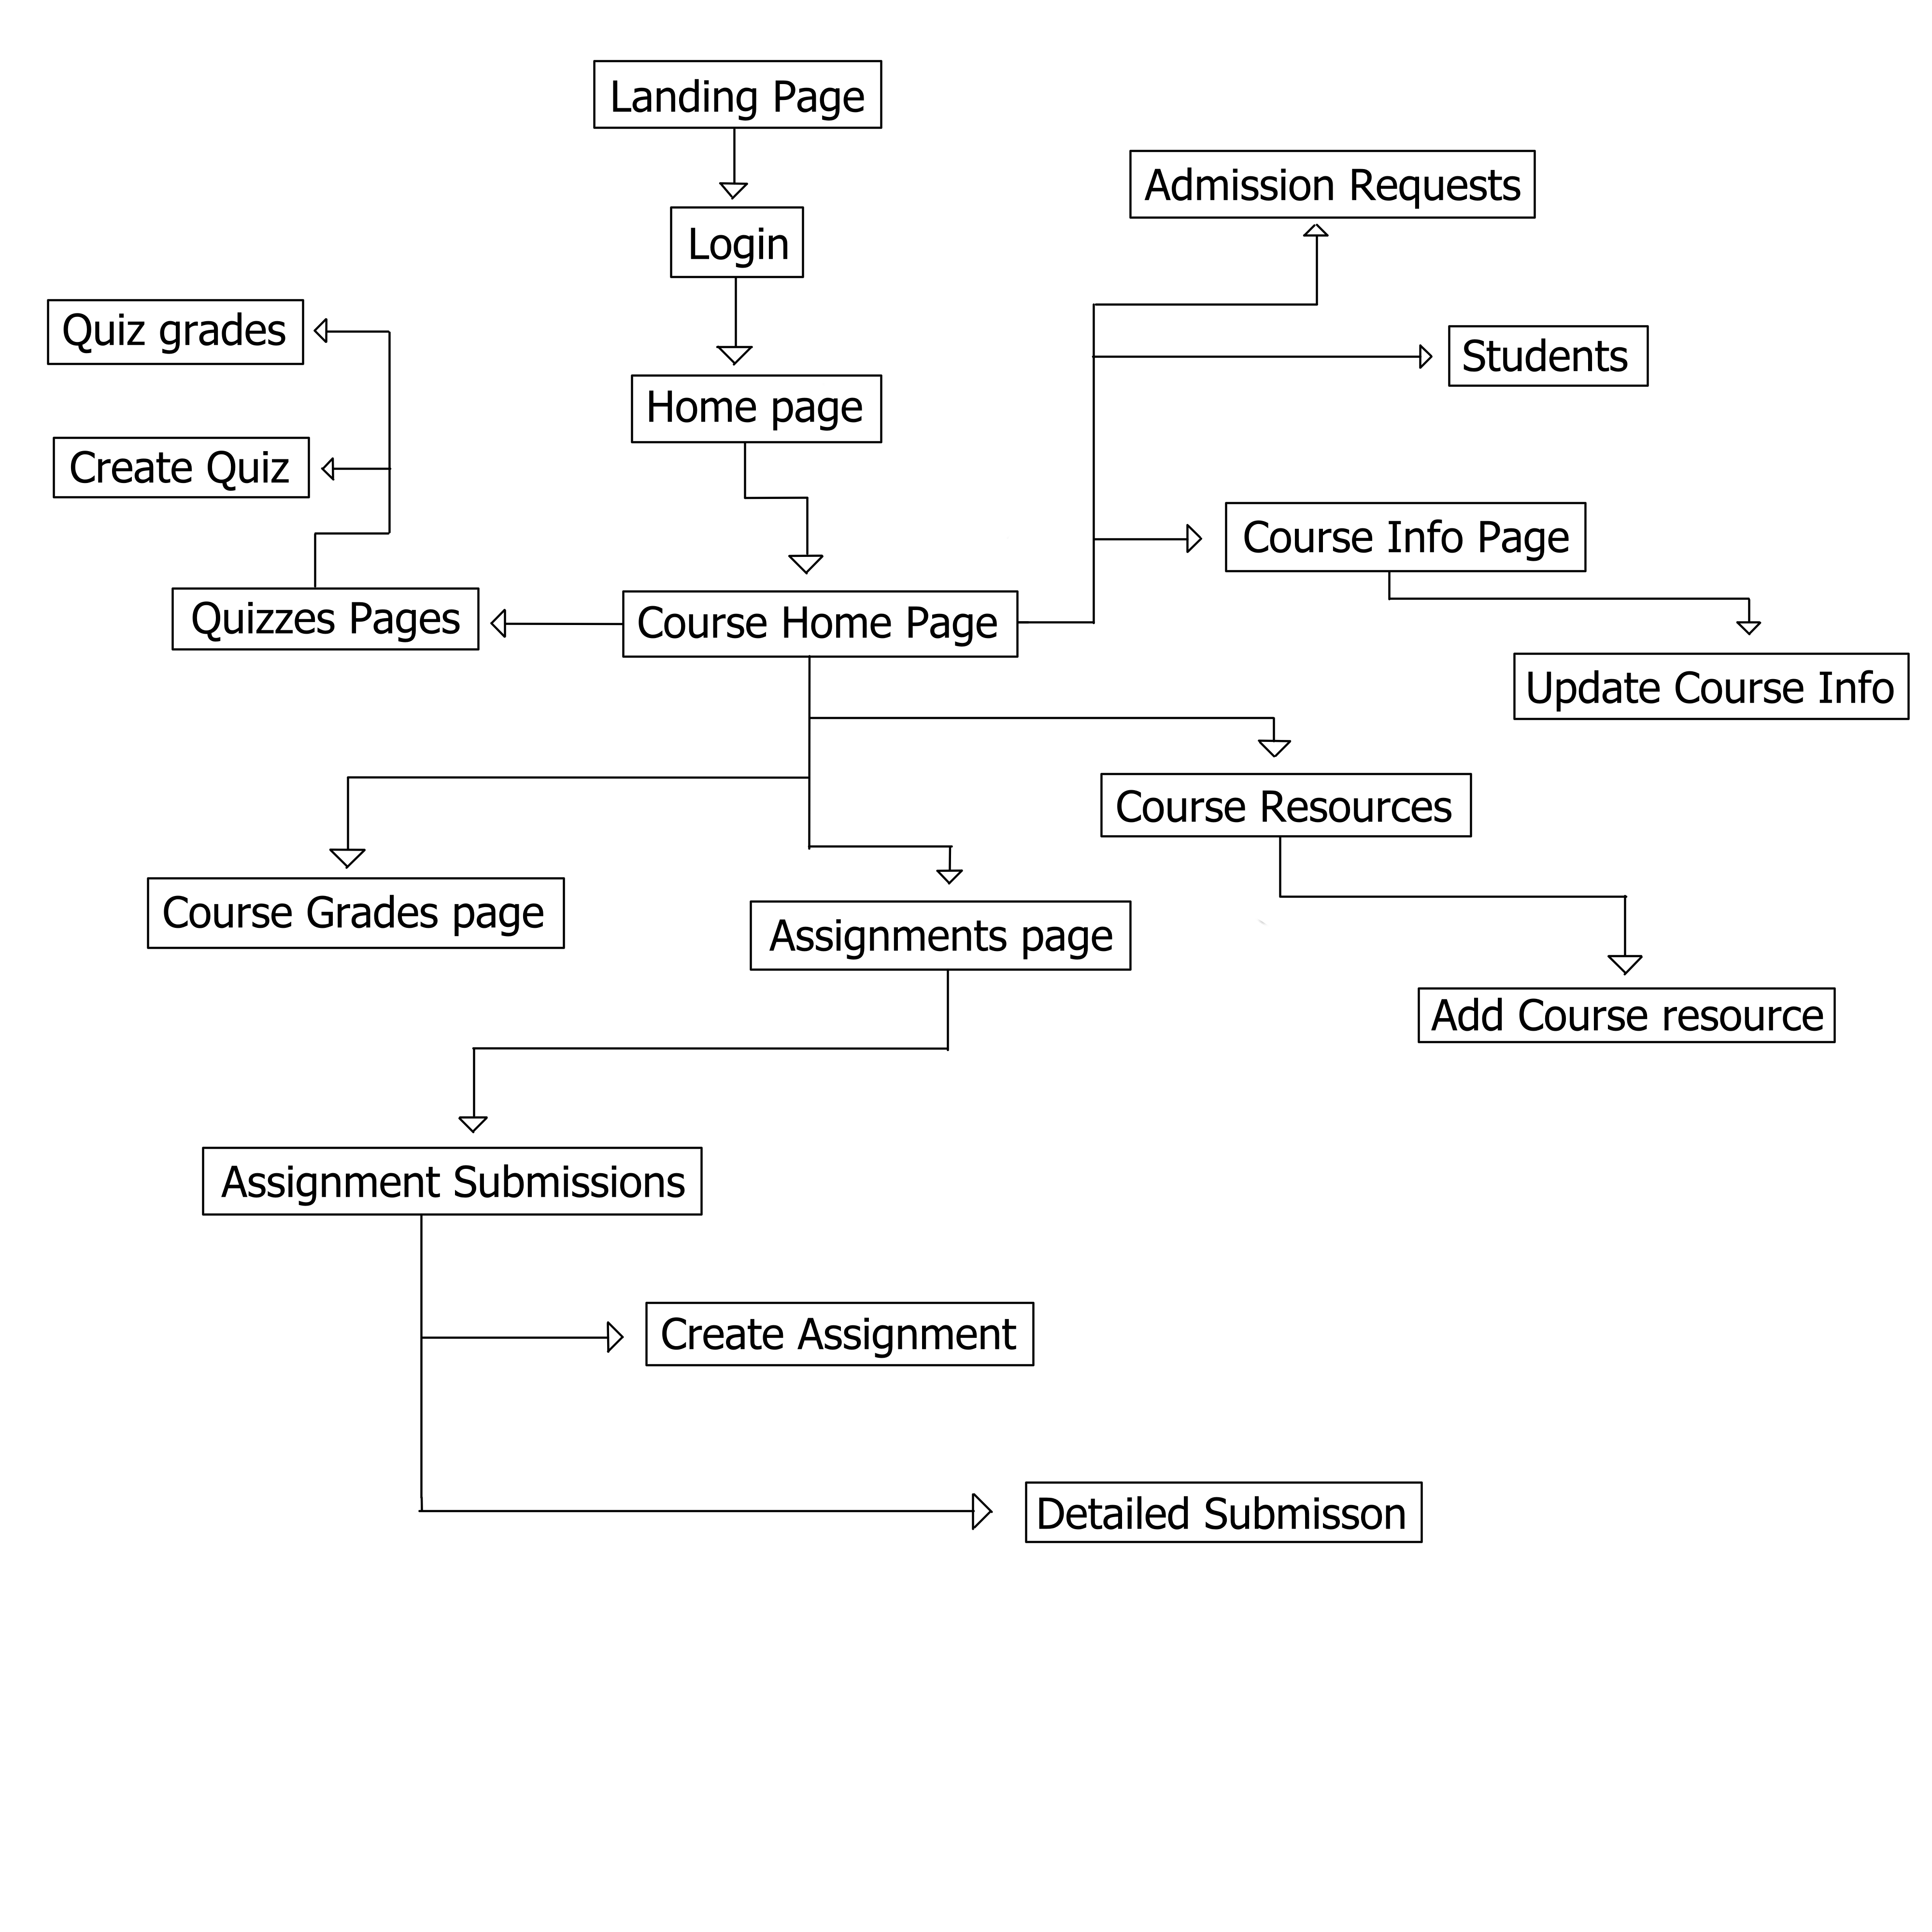 Landing Page
Admission Requests
Login
Quiz grades
Students
Home page
Create Quiz
Course Info Page
Quizzes Pages
Course Home Page
Update Course Info
Course Resources
Course Grades page
Assignments page
Add Course resource
Assignment Submissions
Create Assignment
Detailed Submisson